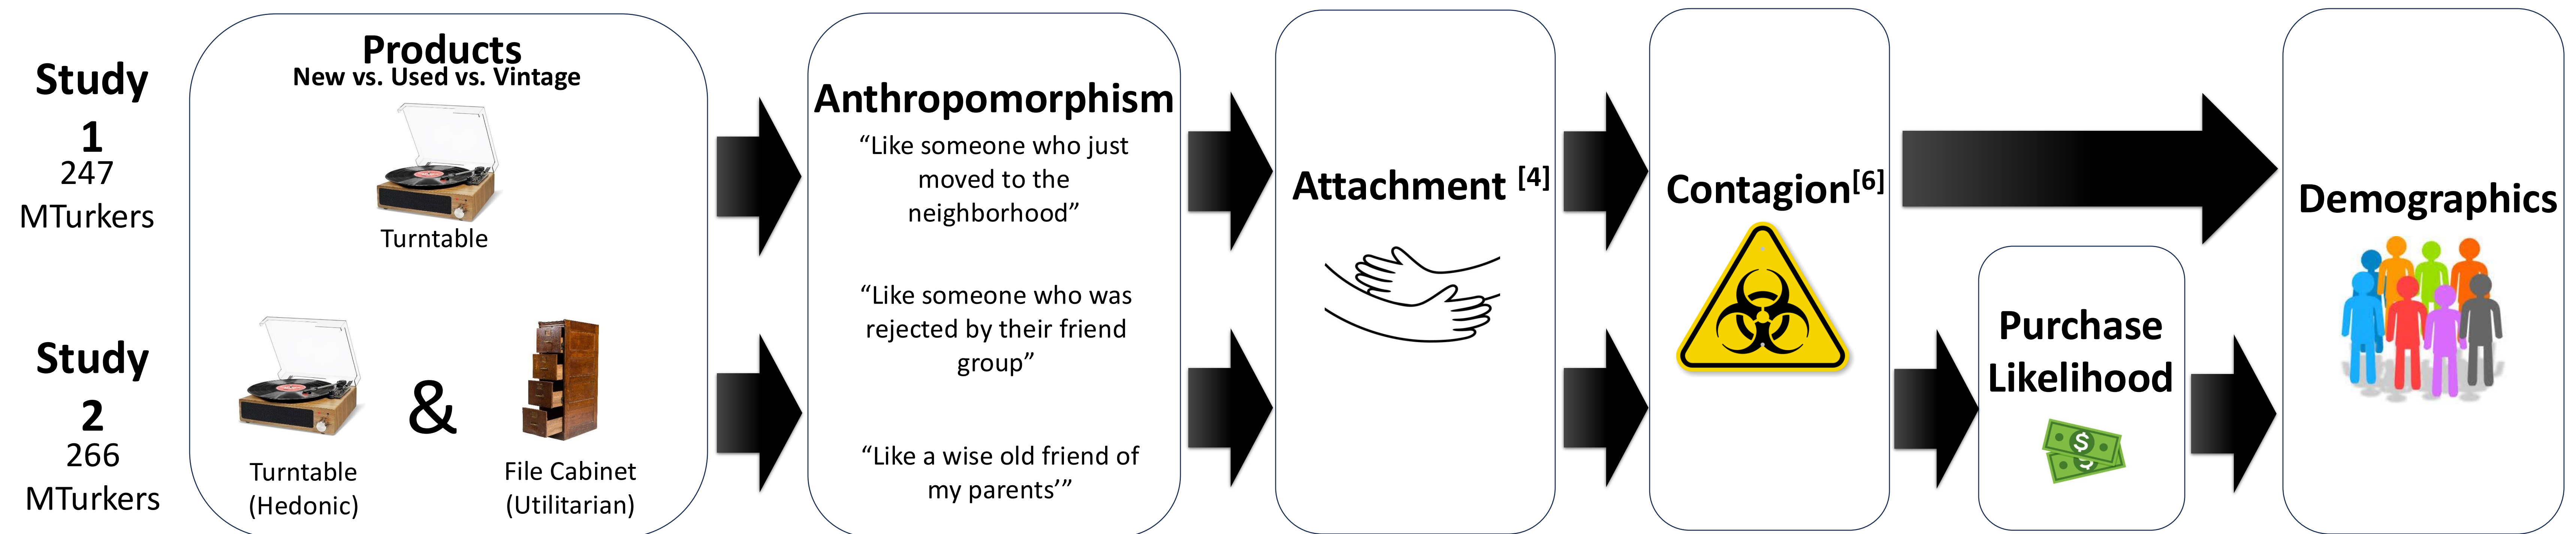 Study
1
247
MTurkers
Study
2
266
MTurkers
Products
New vs. Used vs. Vintage
Turntable
Turntable
(Hedonic)
&
File Cabinet
(Utilitarian)
Anthropomorphism
“Like someone who just
moved to the
neighborhood”
“Like someone who was
rejected by their friend
group”
“Like a wise old friend of
my parents’”
Attachment [4]
Contagion[6]
Purchase
Likelihood
$
$
Demographics